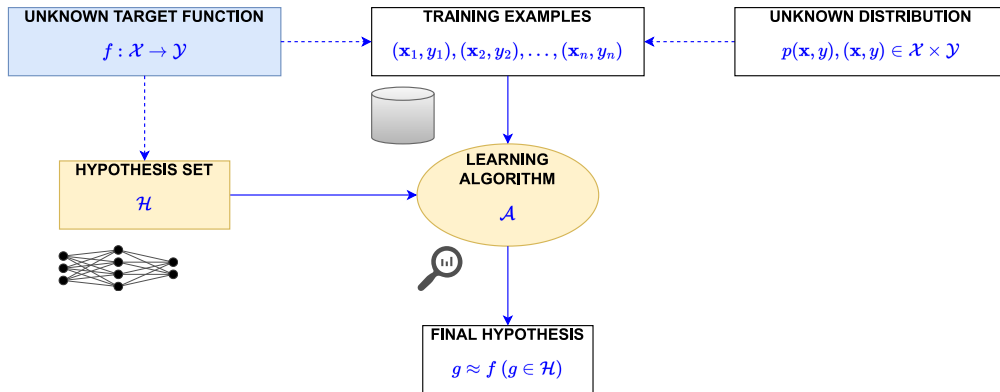 UNKNOWN TARGET FUNCTION
f : 𝒳 → 𝒴
TRAINING EXAMPLES
(𝐱₁, y₁), (𝐱₂, y₂), . . . , (𝐱ₙ, yₙ)
UNKNOWN DISTRIBUTION
p(𝐱, y), (𝐱, y) ∈ 𝒳 × 𝒴
HYPOTHESIS SET
ℋ
LEARNING
ALGORITHM
𝒜
FINAL HYPOTHESIS
g ≈ f (g ∈ ℋ)